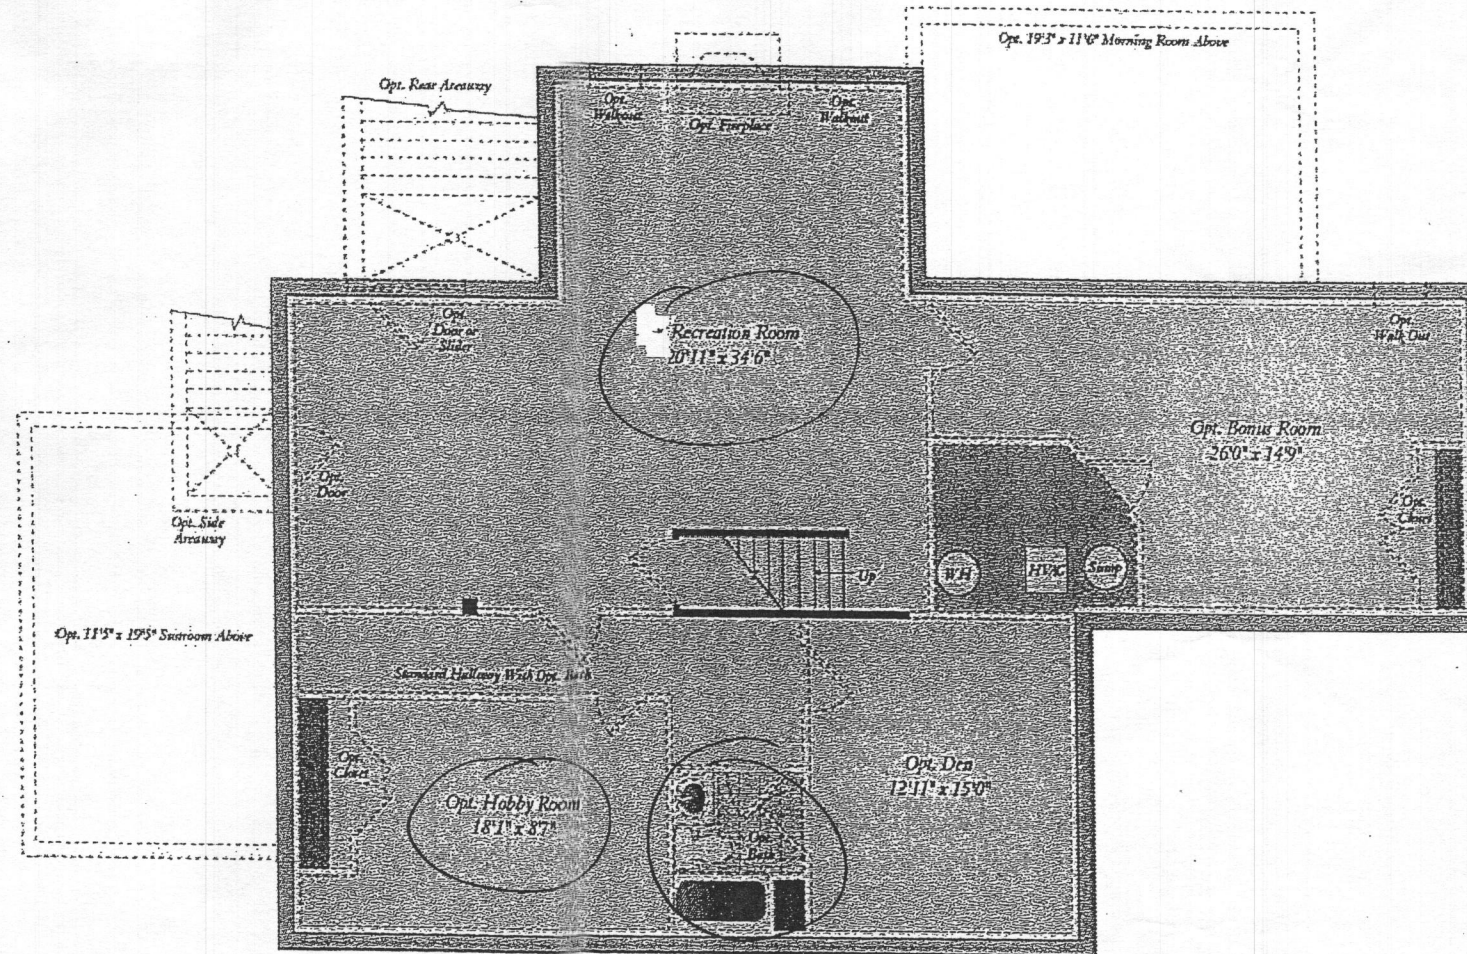 Opt. 19'3" x 11'6" Morning Room Above
Opt. Rear Areaway
Opt.
Walkout
Opt. Fireplace
Opt.
Walkout
Opt.
Door or
Slider
Recreation Room
20'11" x 34'6"
Opt.
Walk Out
Opt. Bonus Room
26'0" x 14'9"
Opt.
Door
Opt.
Closet
Opt. Side
Areaway
Up
WH
HVAC
Sump
Opt. 11'5" x 19'5" Sunroom Above
Standard Hallway With Opt. Bath
Opt.
Closet
Opt. Den
12'11" x 15'0"
Opt. Hobby Room
18'1" x 8'7"
Opt.
Bath